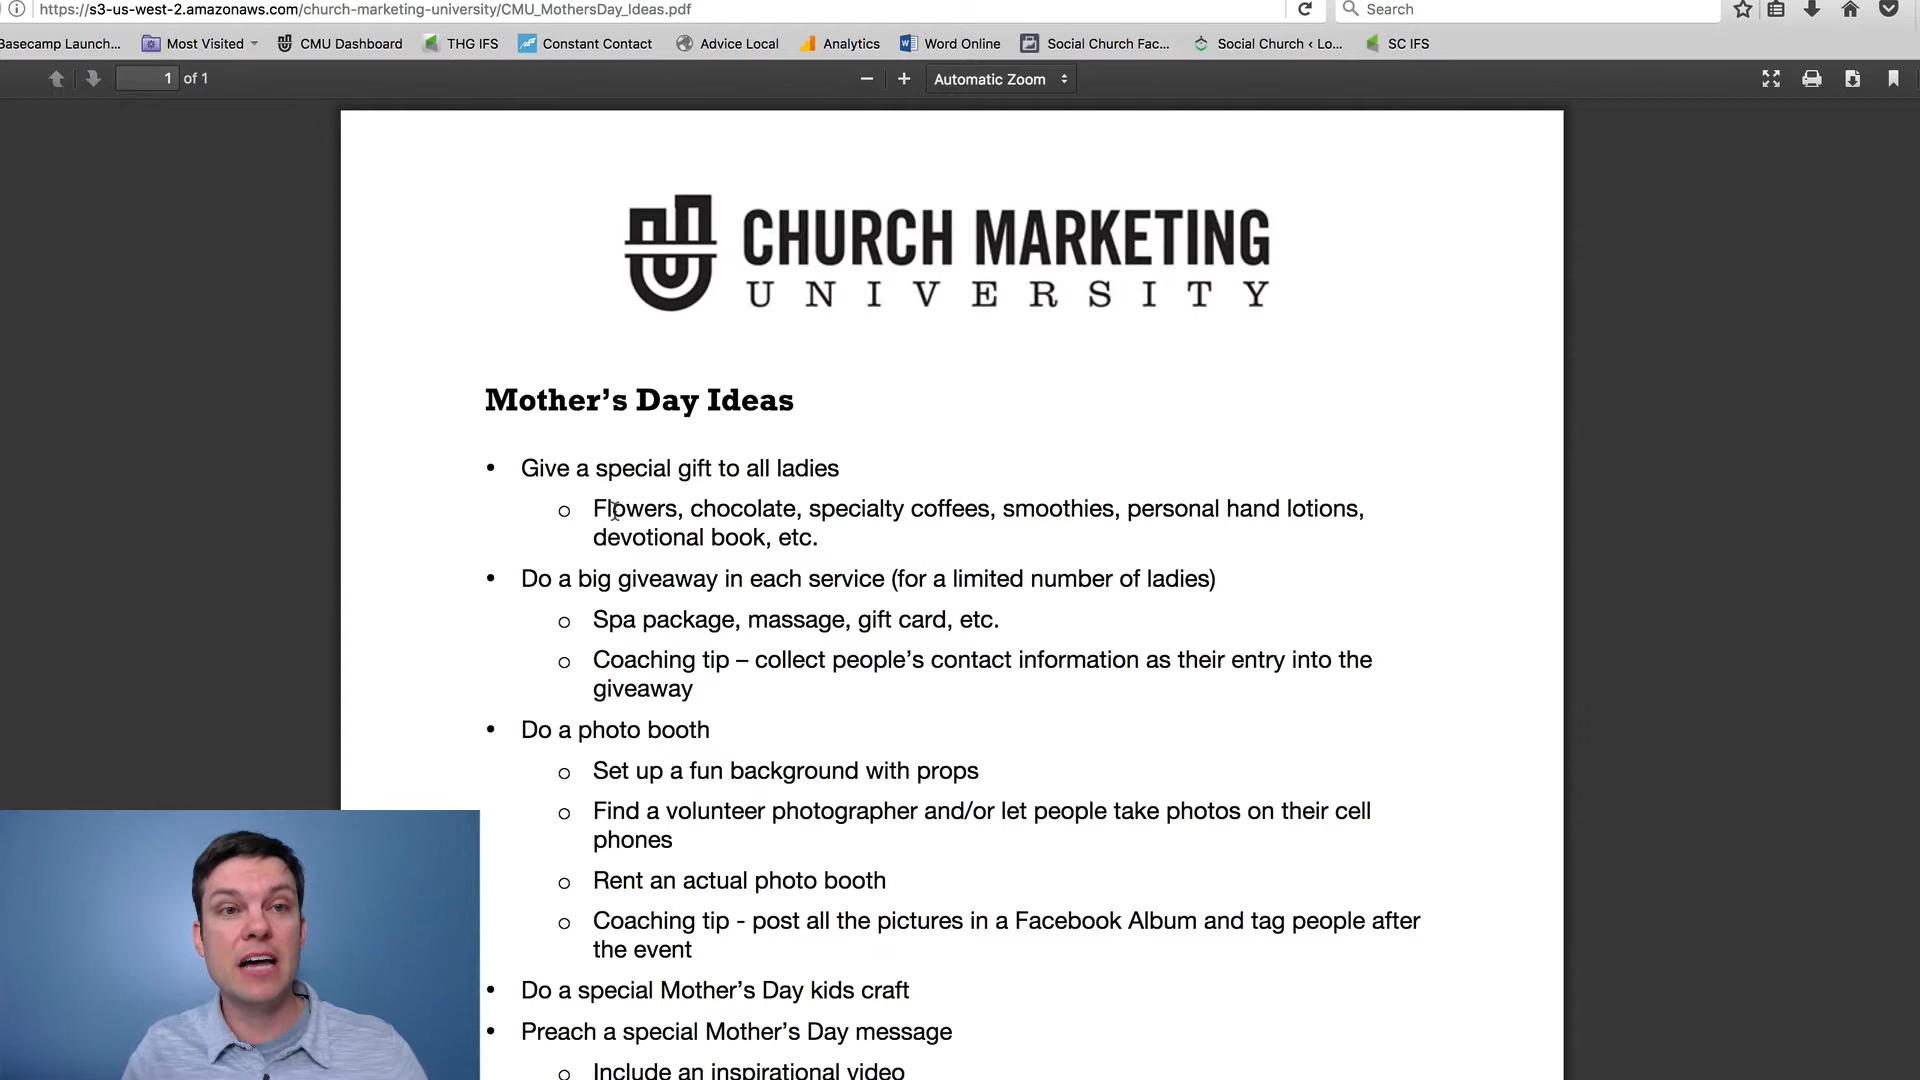 https://s3-us-west-2.amazonaws.com/church-marketing-university/CMU_MothersDay_Ideas.pdf
Search
Basecamp Launch...
Most Visited
CMU Dashboard
THG IFS
Constant Contact
Advice Local
Analytics
Word Online
Social Church Fac...
Social Church ‹ Lo...
SC IFS
1 of 1
Automatic Zoom
CHURCH MARKETING
UNIVERSITY
Mother’s Day Ideas
• Give a special gift to all ladies
o Flowers, chocolate, specialty coffees, smoothies, personal hand lotions,
devotional book, etc.
• Do a big giveaway in each service (for a limited number of ladies)
o Spa package, massage, gift card, etc.
o Coaching tip – collect people’s contact information as their entry into the
giveaway
• Do a photo booth
o Set up a fun background with props
o Find a volunteer photographer and/or let people take photos on their cell
phones
o Rent an actual photo booth
o Coaching tip - post all the pictures in a Facebook Album and tag people after
the event
• Do a special Mother’s Day kids craft
• Preach a special Mother’s Day message
o Include an inspirational video